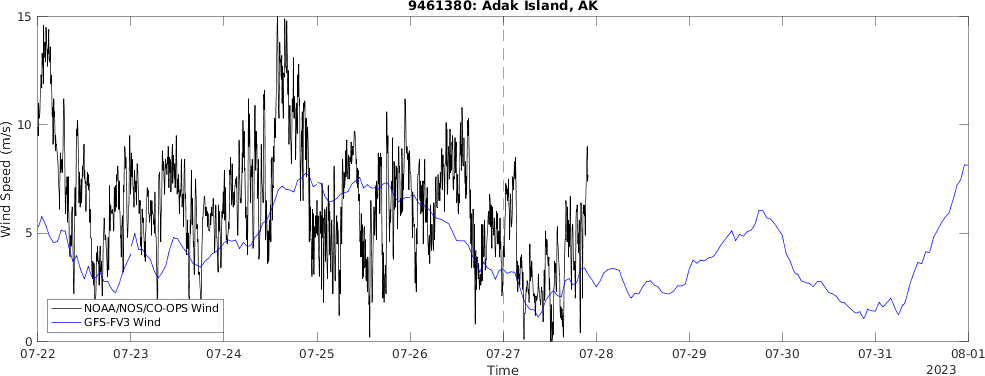 9461380: Adak Island, AK
Wind Speed (m/s)
15
10
5
0
NOAA/NOS/CO-OPS Wind
GFS-FV3 Wind
07-22 07-23 07-24 07-25 07-26 07-27 07-28 07-29 07-30 07-31 08-01
Time
2023